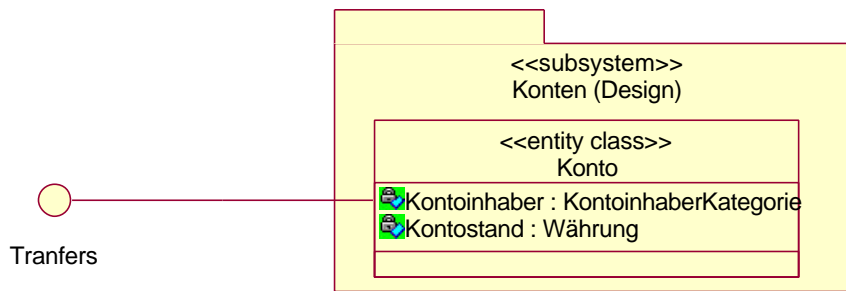 <<subsystem>>
Konten (Design)
<<entity class>>
Konto
Kontoinhaber : KontoinhaberKategorie
Kontostand : Währung
Tranfers